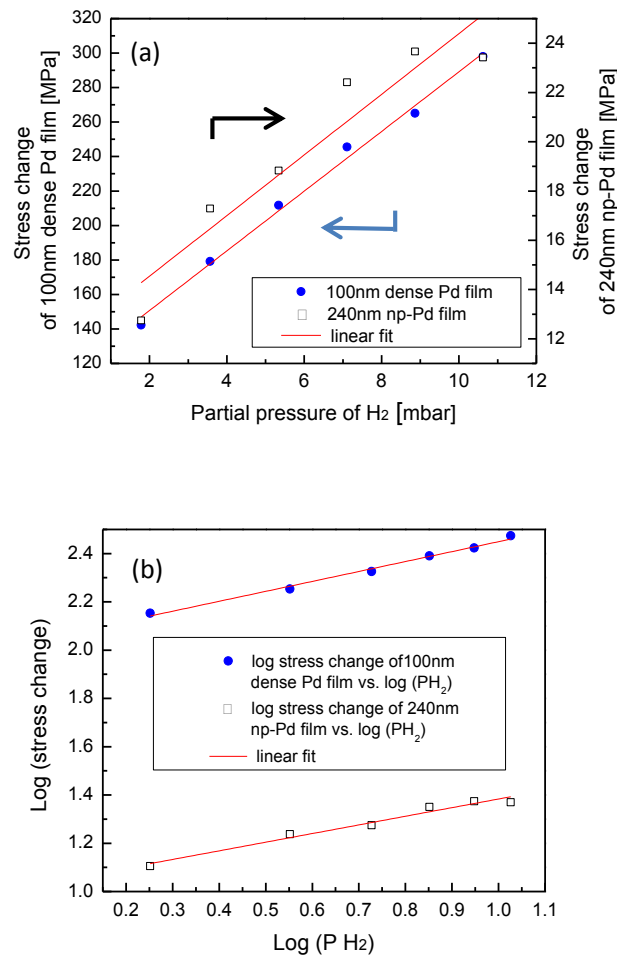 (a)
Stress change
of 100nm dense Pd film [MPa]
320
300
280
260
240
220
200
180
160
140
120
24
22
20
18
16
14
12
Stress change
of 240nm np-Pd film [MPa]
100nm dense Pd film
240nm np-Pd film
linear fit
2 4 6 8 10 12
Partial pressure of H₂ [mbar]
(b)
Log (stress change)
2.4
2.2
2.0
1.8
1.6
1.4
1.2
1.0
log stress change of100nm
dense Pd film vs. log (PH₂)
log stress change of 240nm
np-Pd film vs. log (PH₂)
linear fit
0.2 0.3 0.4 0.5 0.6 0.7 0.8 0.9 1.0 1.1
Log (P H₂)